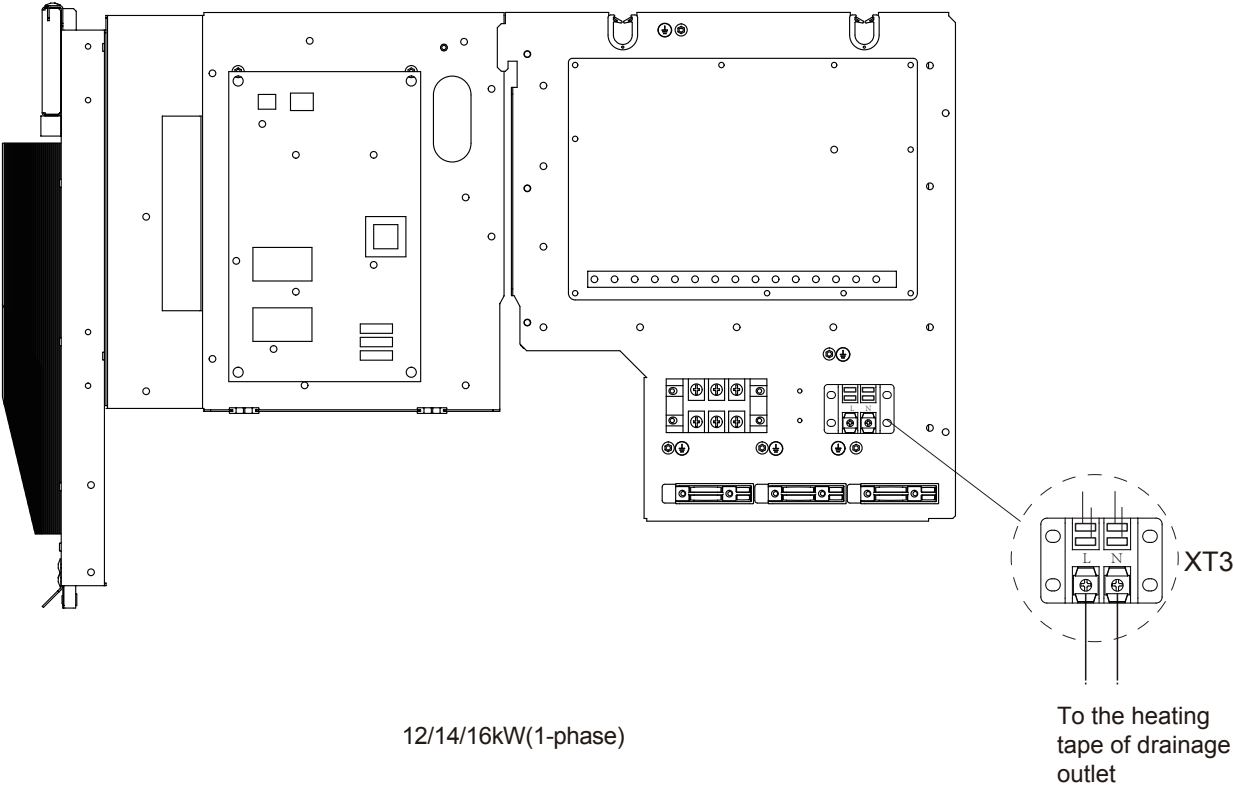 L N
L N
XT3
To the heating
tape of drainage
outlet
12/14/16kW(1-phase)